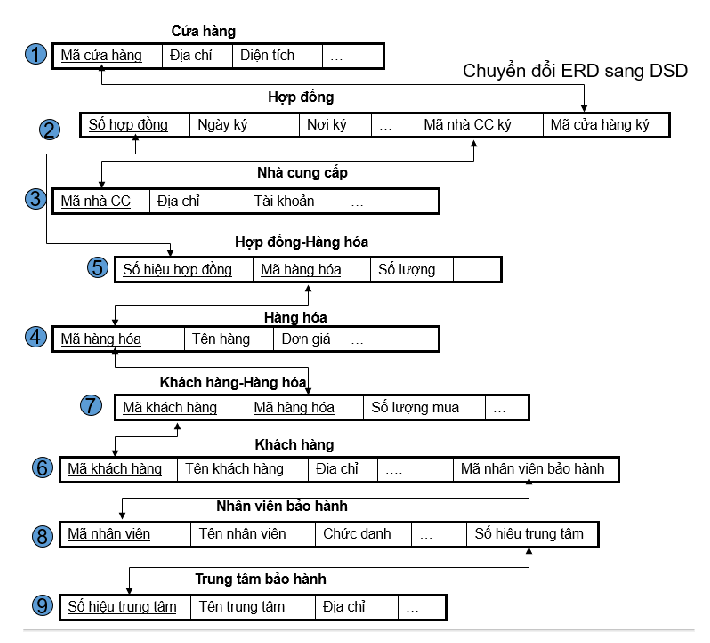 Cửa hàng
1 Mã cửa hàng Địa chỉ Diện tích ...
Chuyển đổi ERD sang DSD
Hợp đồng
2 Số hợp đồng Ngày ký Nơi ký ... Mã nhà CC ký Mã cửa hàng ký
Nhà cung cấp
3 Mã nhà CC Địa chỉ Tài khoản ...
Hợp đồng-Hàng hóa
5 Số hiệu hợp đồng Mã hàng hóa Số lượng
Hàng hóa
4 Mã hàng hóa Tên hàng Đơn giá ...
Khách hàng-Hàng hóa
7 Mã khách hàng Mã hàng hóa Số lượng mua ...
Khách hàng
6 Mã khách hàng Tên khách hàng Địa chỉ .... Mã nhân viên bảo hành
Nhân viên bảo hành
8 Mã nhân viên Tên nhân viên Chức danh ... Số hiệu trung tâm
Trung tâm bảo hành
9 Số hiệu trung tâm Tên trung tâm Địa chỉ ...